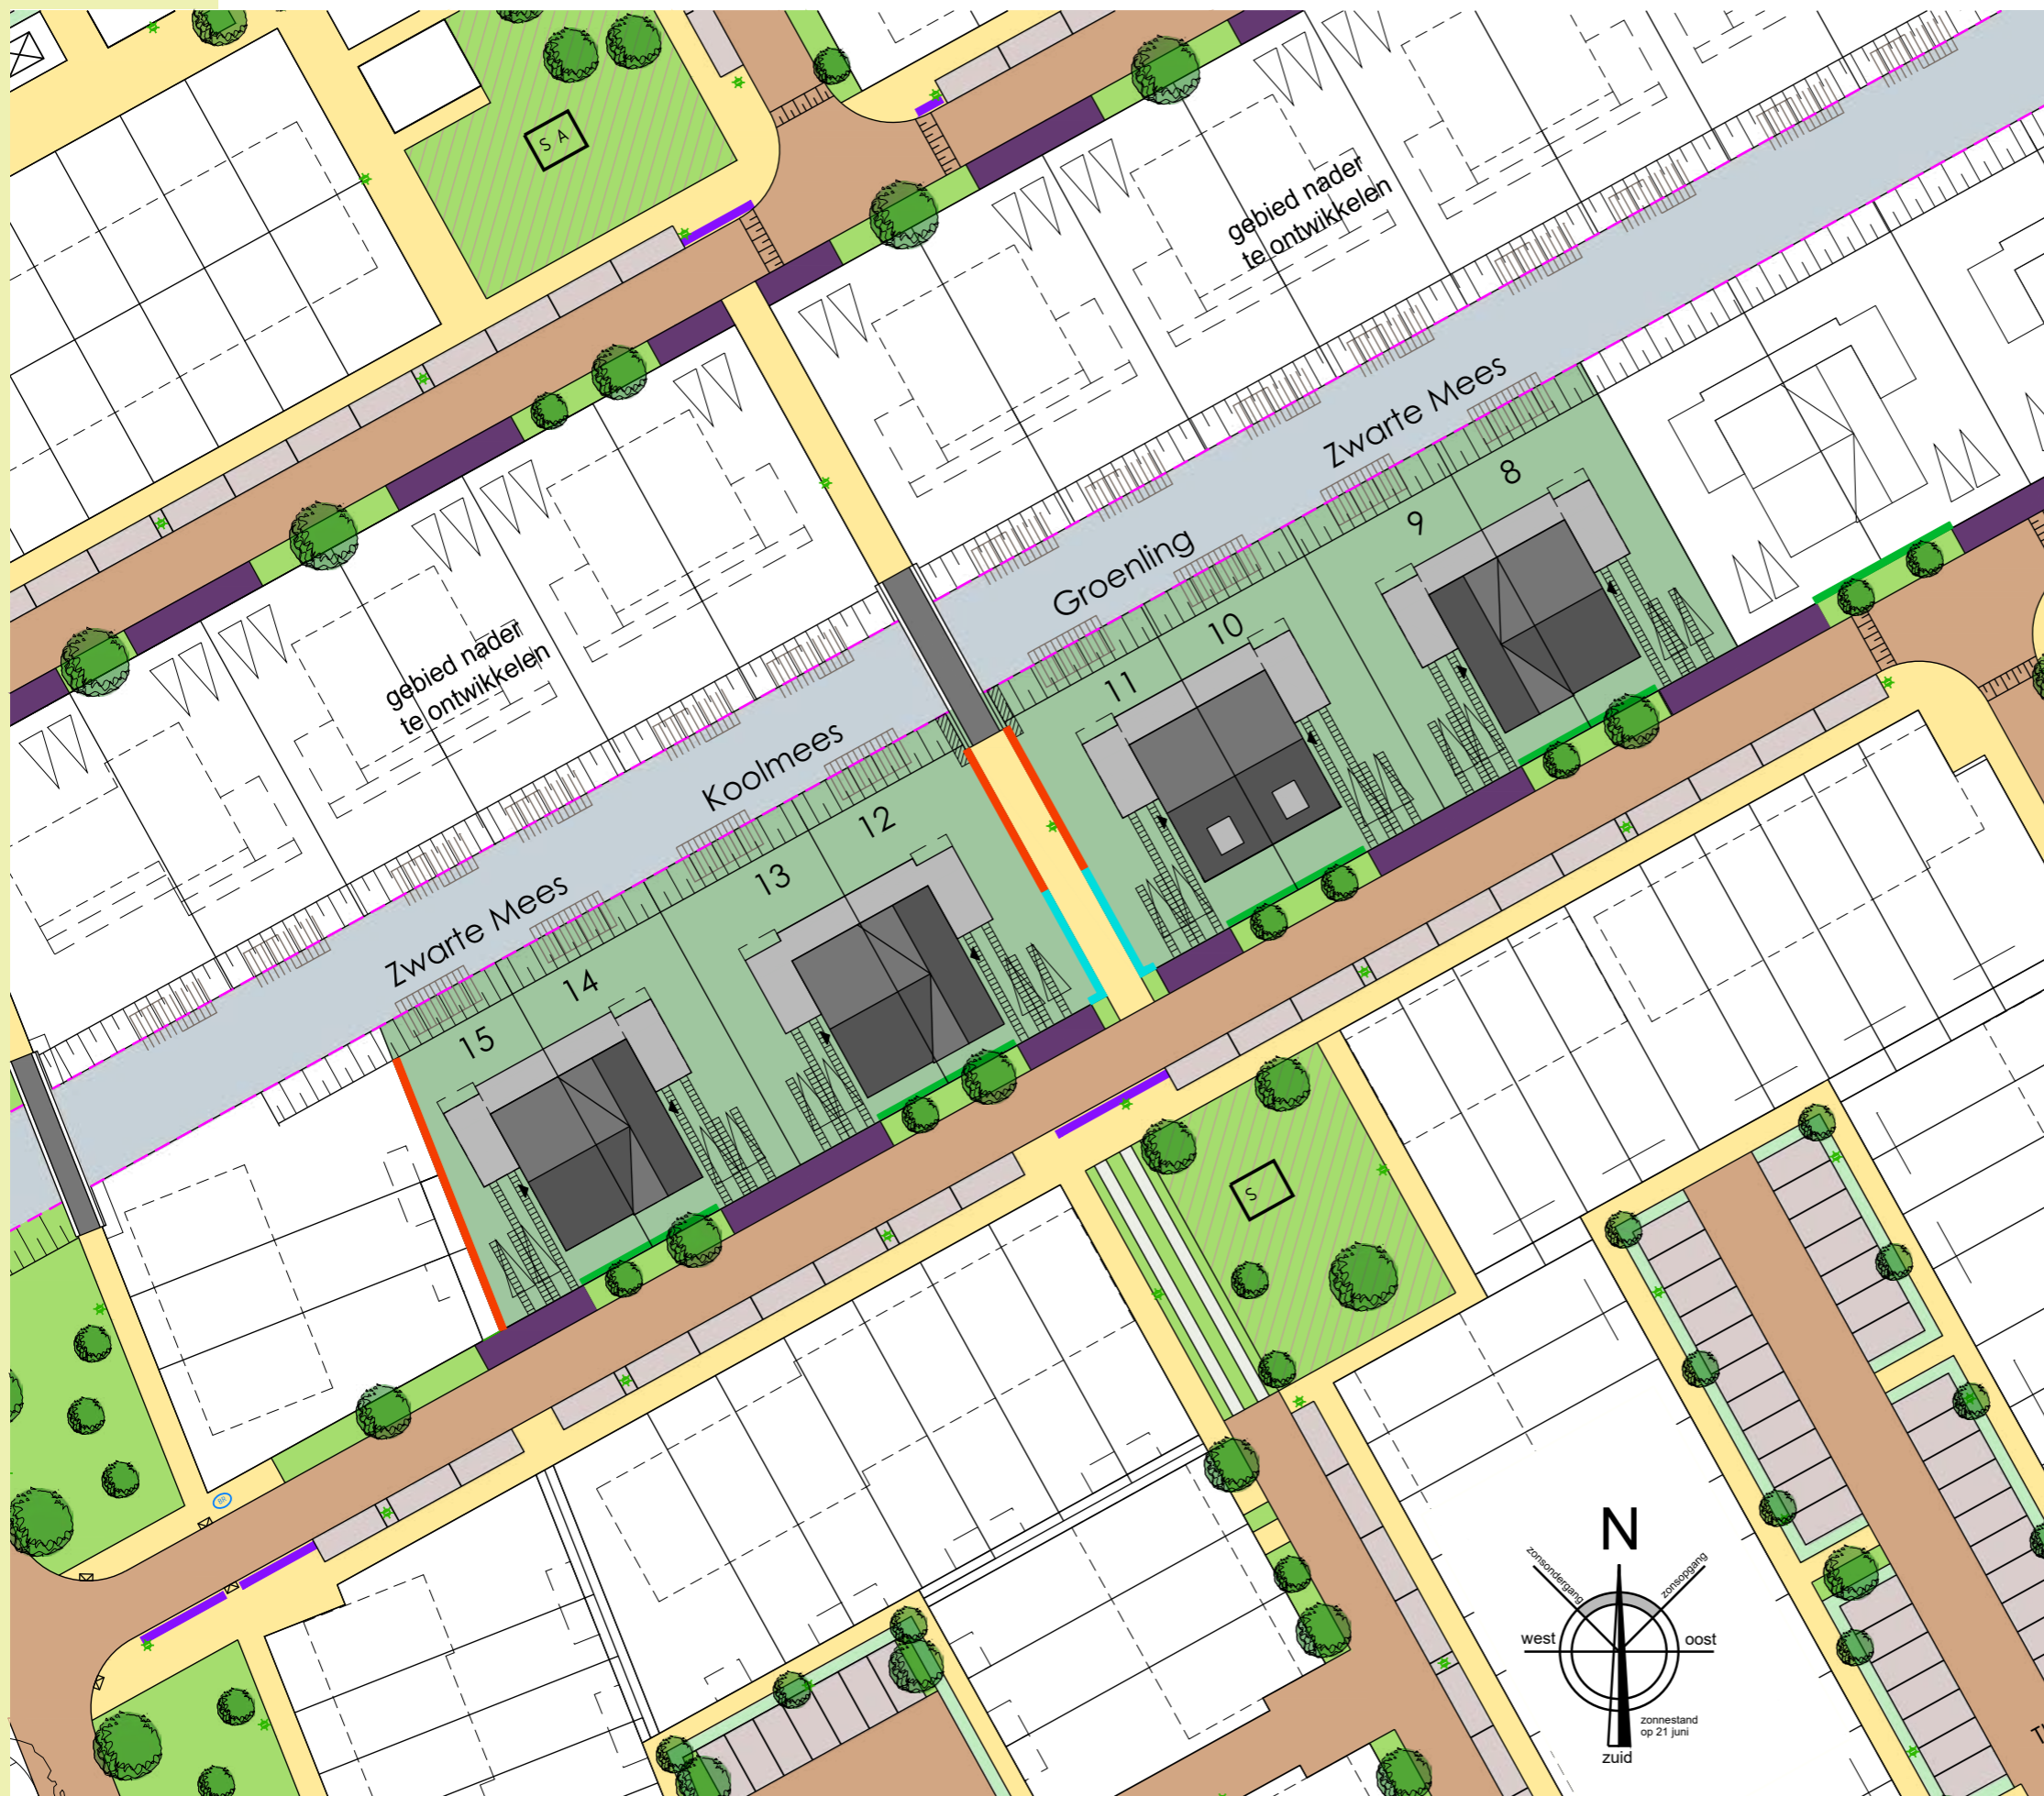 S A
gebied nader
te ontwikkelen
Zwarte Mees
8
9
Groenling
10
11
gebied nader
te ontwikkelen
Koolmees
12
13
Zwarte Mees
14
15
S
N
zonsondergang
zonsopgang
west
oost
zonnestand
op 21 juni
zuid